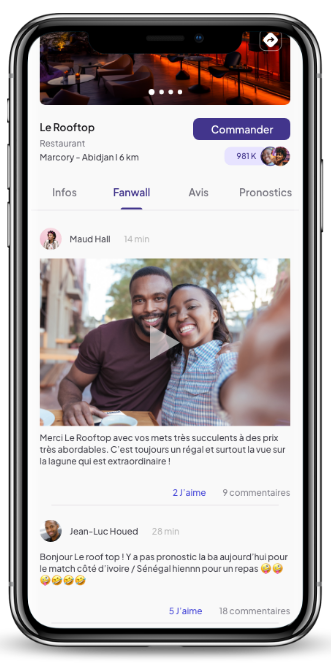 Le Rooftop
Commander
Restaurant
Marcory - Abidjan I 6 km
981 K
Infos
Fanwall
Avis
Pronostics
Maud Hall 14 min
Merci Le Rooftop avec vos mets très succulents à des prix
très abordables. C'est toujours un régal et surtout la vue sur
la lagune qui est extraordinaire !
2 J'aime 9 commentaires
Jean-Luc Houed 28 min
Bonjour Le roof top ! Y a pas pronostic la ba aujourd'hui pour
le match côté d'ivoire / Sénégal hiennn pour un repas 🤪🤣
🤪🤣🤣🤣
5 J'aime 18 commentaires